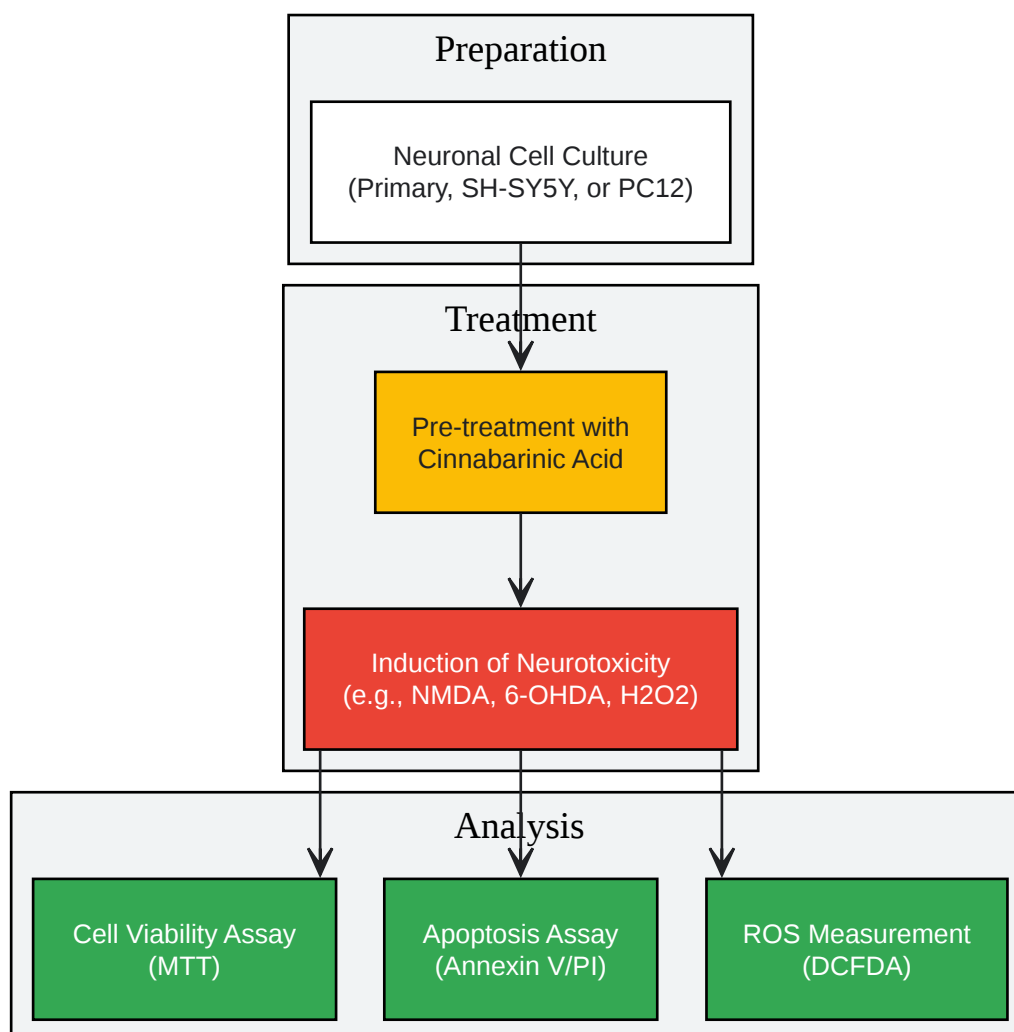 Preparation
Neuronal Cell Culture
(Primary, SH-SY5Y, or PC12)
Treatment
Pre-treatment with
Cinnabarinic Acid
Induction of Neurotoxicity
(e.g., NMDA, 6-OHDA, H2O2)
Analysis
Cell Viability Assay
(MTT)
Apoptosis Assay
(Annexin V/PI)
ROS Measurement
(DCFDA)